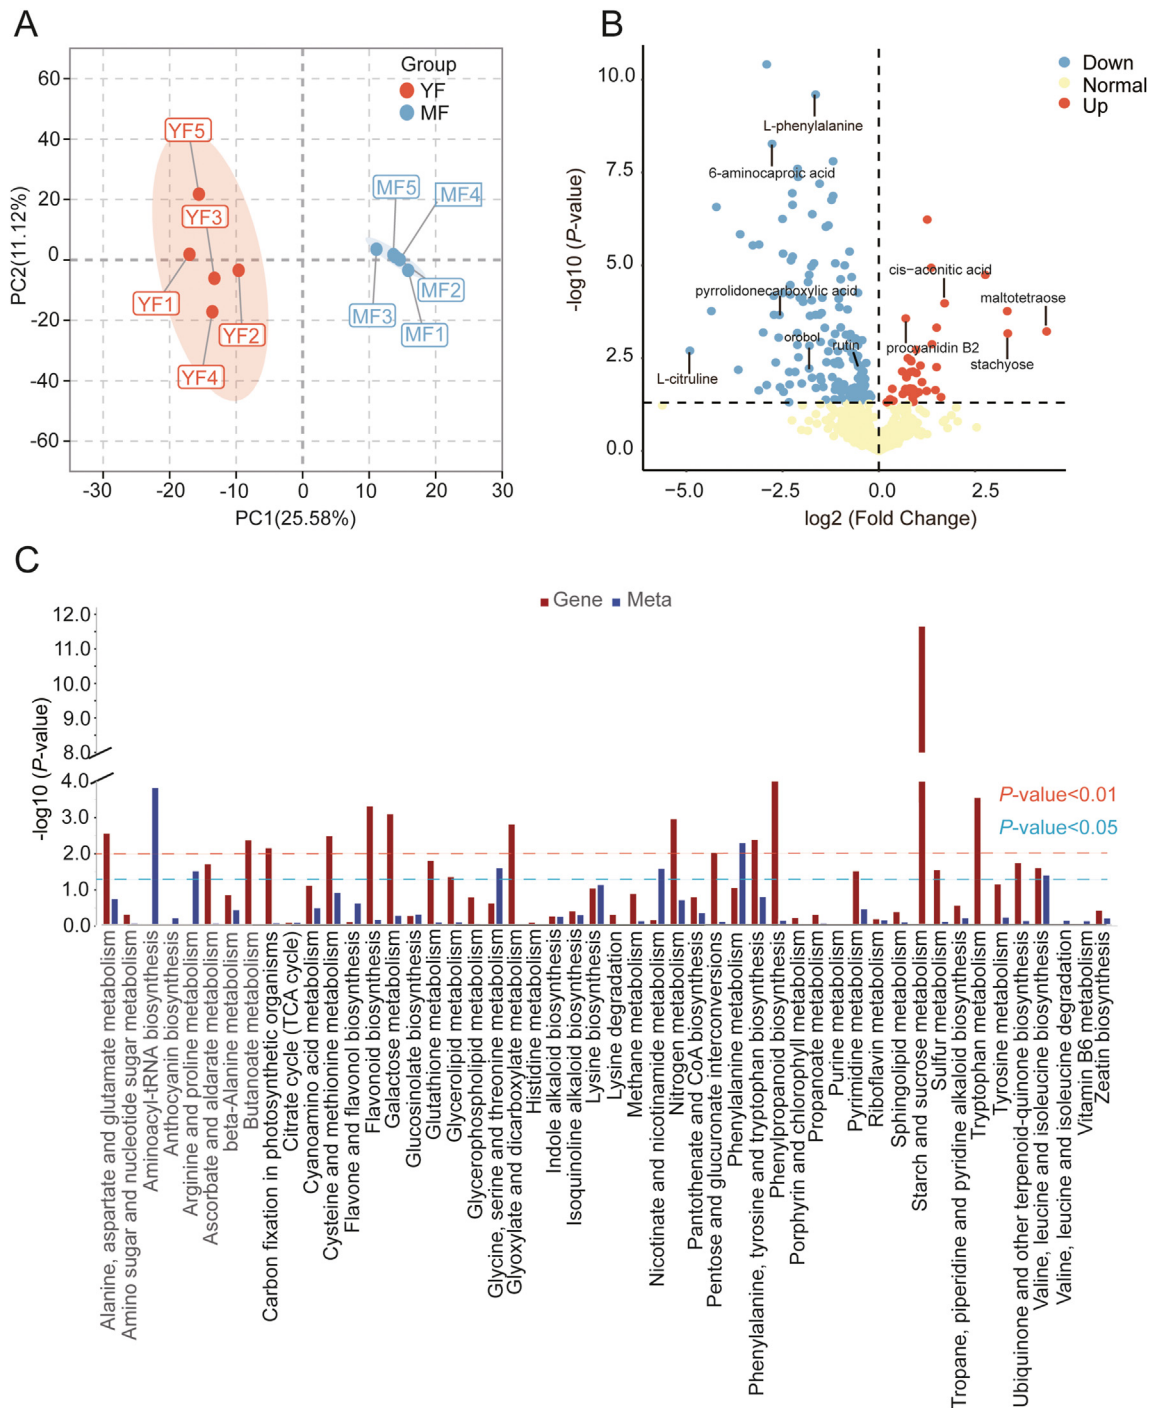 A
Group
YF
MF
YF5
YF3
YF1
YF2
YF4
MF5
MF4
MF3
MF2
MF1
60
40
20
0
-20
-40
-60
-30
-20
-10
0
10
20
30
PC2(11.12%)
PC1(25.58%)
B
Down
Normal
Up
L-phenylalanine
6-aminocaproic acid
cis-aconitic acid
pyrrolidonecarboxylic acid
maltotetraose
orobol
rutin
procyanidin B2
stachyose
L-citruline
10.0
7.5
5.0
2.5
0.0
−5.0
−2.5
0.0
2.5
-log10 (P-value)
log2 (Fold Change)
C
Gene
Meta
12.0
11.0
10.0
9.0
8.0
4.0
3.0
2.0
1.0
0.0
-log10 (P-value)
P-value<0.01
P-value<0.05
Alanine, aspartate and glutamate metabolism
Amino sugar and nucleotide sugar metabolism
Aminoacyl-tRNA biosynthesis
Anthocyanin biosynthesis
Arginine and proline metabolism
Ascorbate and aldarate metabolism
beta-Alanine metabolism
Butanoate metabolism
Carbon fixation in photosynthetic organisms
Citrate cycle (TCA cycle)
Cyanoamino acid metabolism
Cysteine and methionine metabolism
Flavone and flavonol biosynthesis
Flavonoid biosynthesis
Galactose metabolism
Glucosinolate biosynthesis
Gluthione metabolism
Glycerolipid metabolism
Glycerophospholipid metabolism
Glycine, serine and threonine metabolism
Glyoxylate and dicarboxylate metabolism
Histidine metabolism
Indole alkaloid biosynthesis
Isoquinoline alkaloid biosynthesis
Lysine biosynthesis
Lysine degradation
Methane metabolism
Nicotinate and nicotinamide metabolism
Nitrogen metabolism
Pantothenate and CoA biosynthesis
Pentose and glucuronate interconversions
Phenylalanine metabolism
Phenylalanine, tyrosine and tryptophan biosynthesis
Phenylpropanoid biosynthesis
Porphyrin and chlorophyll metabolism
Propanoate metabolism
Purine metabolism
Pyrimidine metabolism
Riboflavin metabolism
Sphingolipid metabolism
Starch and sucrose metabolism
Sulfur metabolism
Tropane, piperidine and pyridine alkaloid biosynthesis
Tryptophan metabolism
Tyrosine metabolism
Ubiquinone and other terpenoid-quinone biosynthesis
Valine, leucine and isoleucine biosynthesis
Valine, leucine and isoleucine degradation
Vitamin B6 metabolism
Zeatin biosynthesis